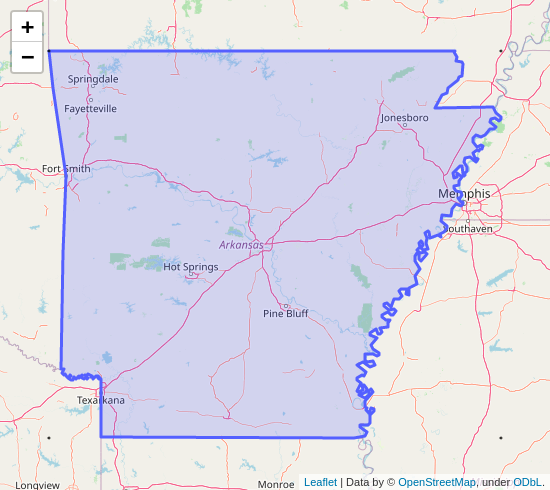 +
−
Springdale
Fayetteville
Jonesboro
Fort Smith
Memphis
Southaven
Arkansas
Hot Springs
Pine Bluff
Texarkana
Longview
Monroe
Leaflet | Data by © OpenStreetMap, under ODbL.